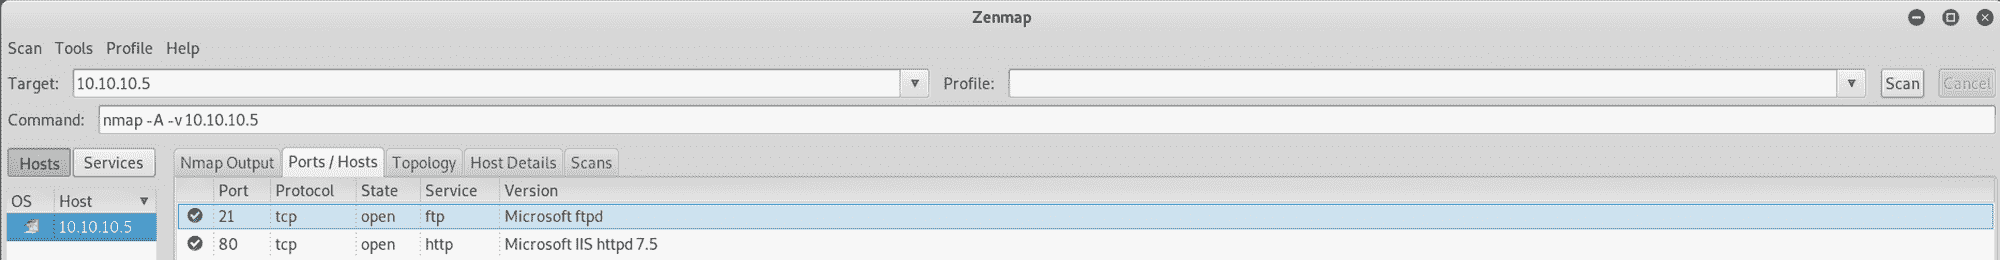 Zenmap
Scan Tools Profile Help
Target: 10.10.10.5 Profile: Scan Cancel
Command: nmap -A -v 10.10.10.5
Hosts Services Nmap Output Ports / Hosts Topology Host Details Scans
OS Host Port Protocol State Service Version
10.10.10.5 21 tcp open ftp Microsoft ftpd
80 tcp open http Microsoft IIS httpd 7.5